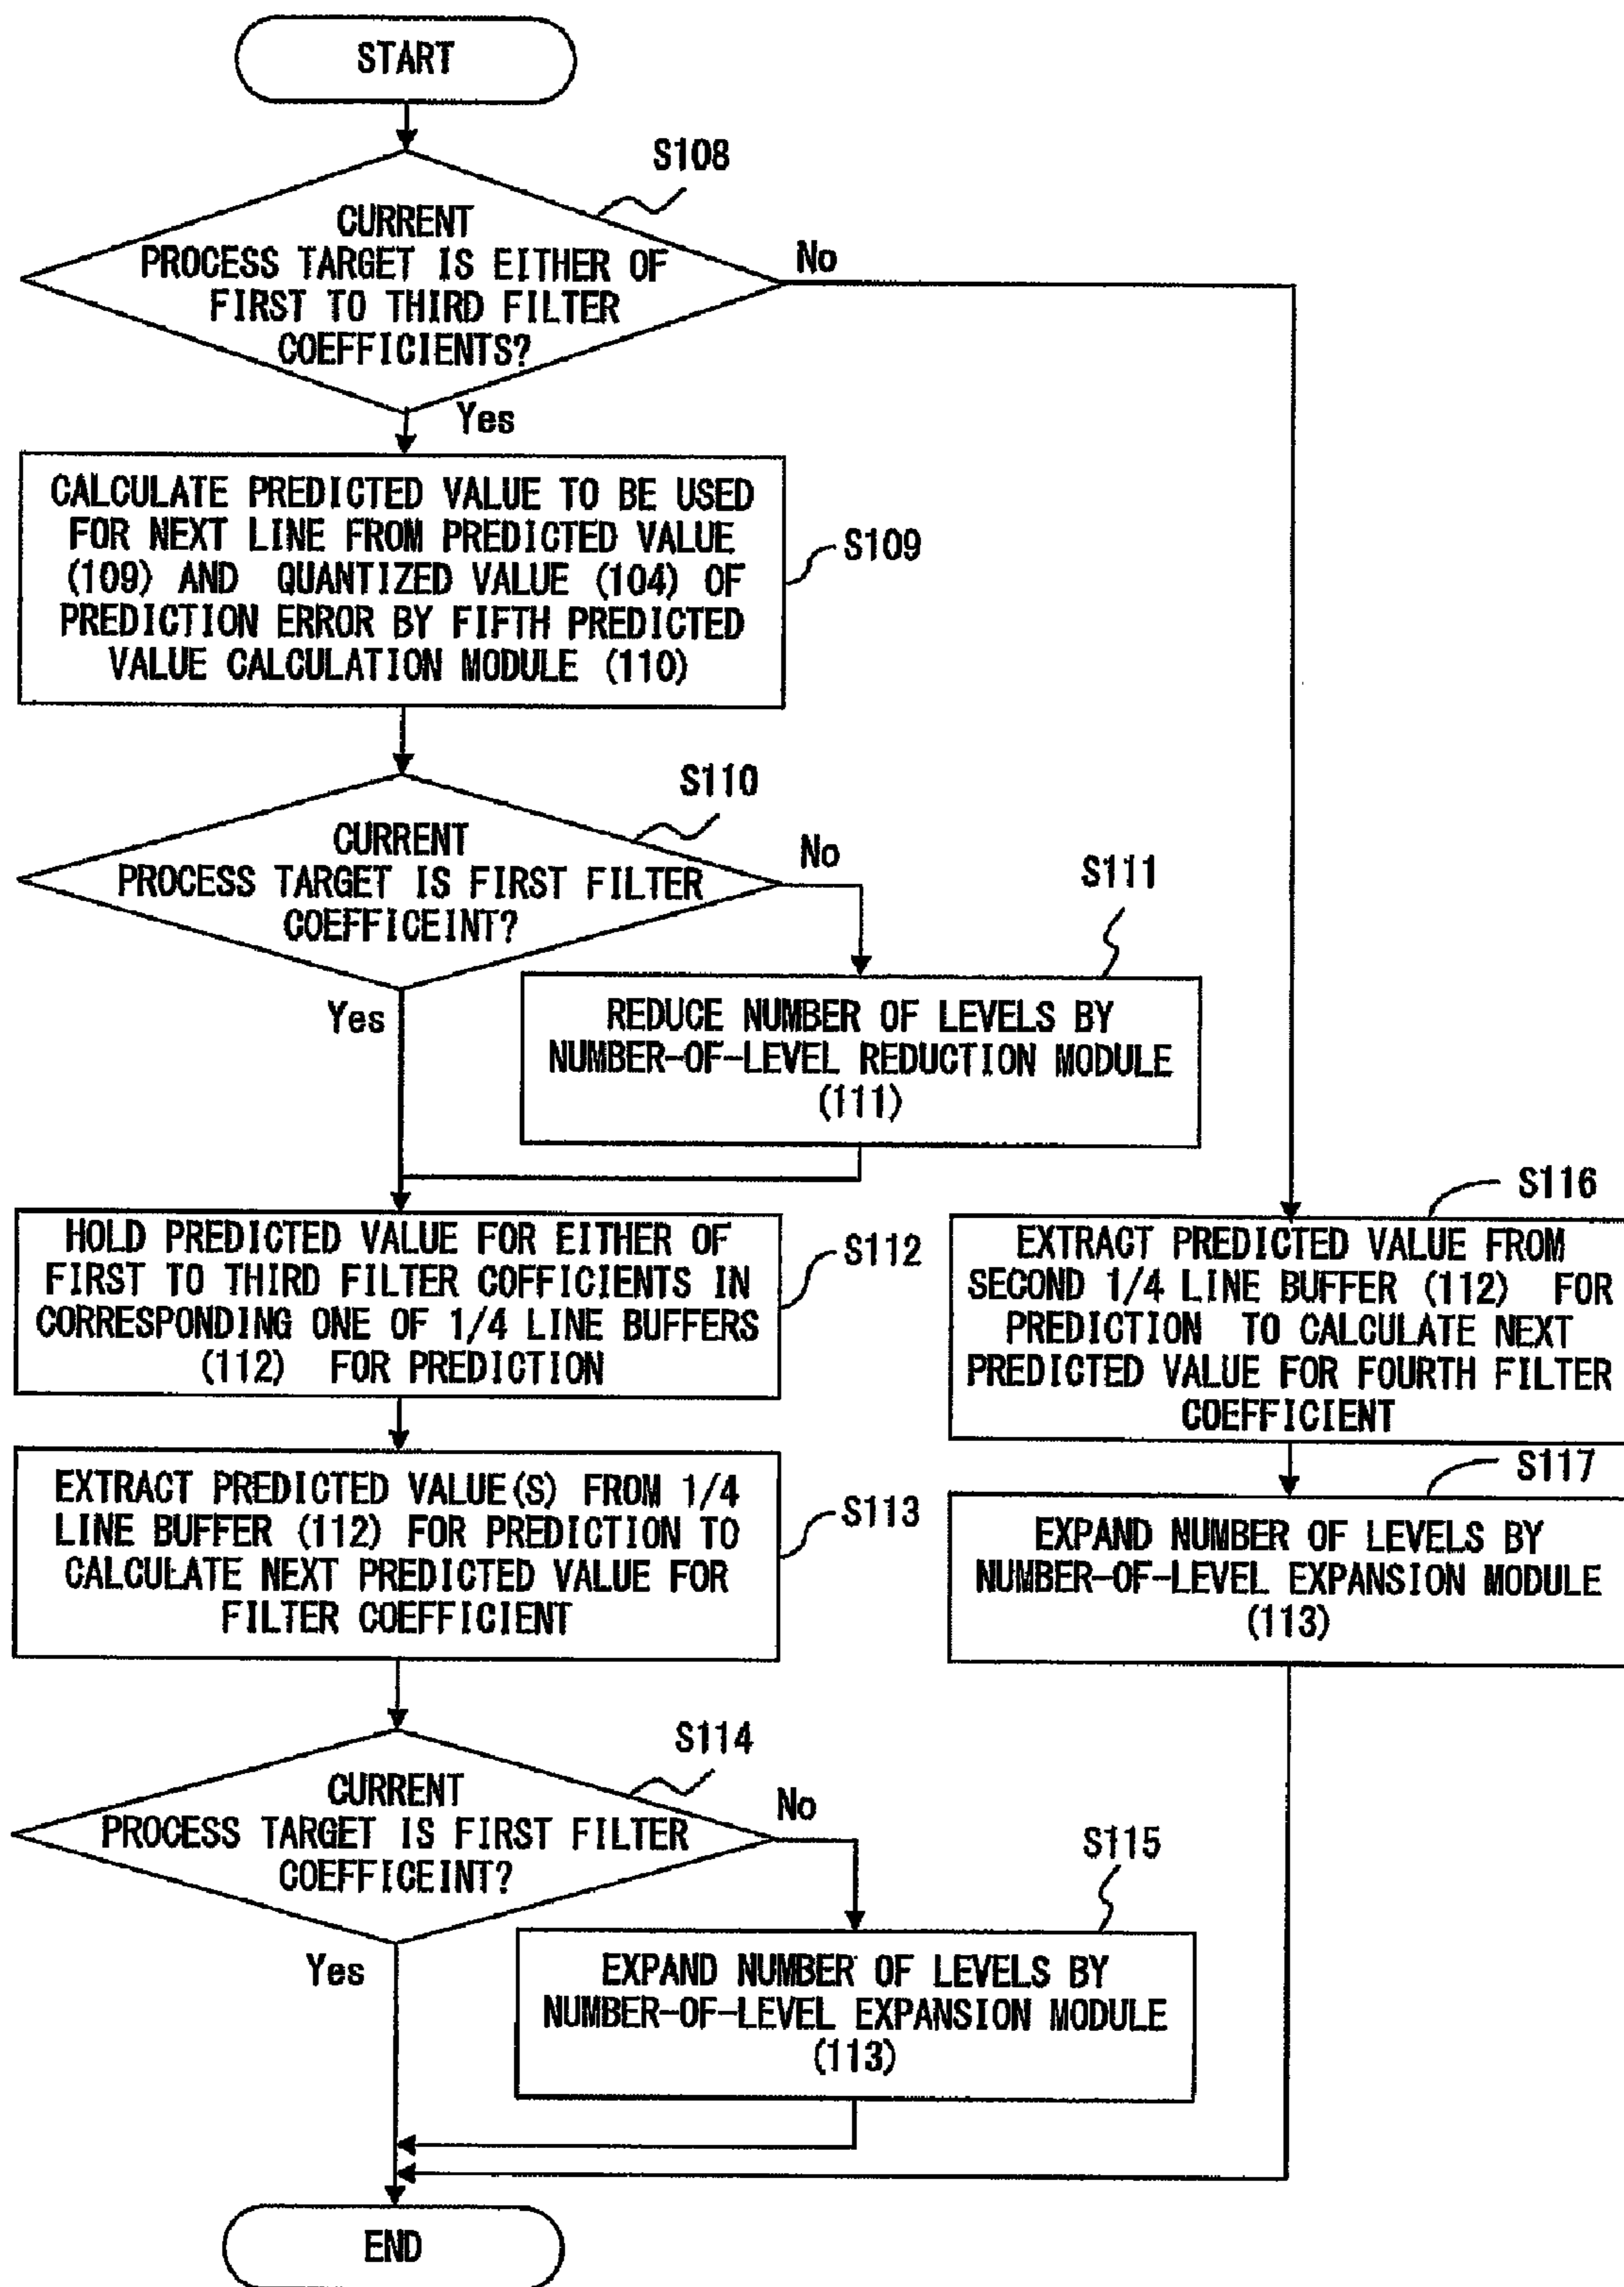 START
S108
CURRENT
PROCESS TARGET IS EITHER OF
FIRST TO THIRD FILTER
COEFFICIENTS?
No
Yes
CALCULATE PREDICTED VALUE TO BE USED
FOR NEXT LINE FROM PREDICTED VALUE
(109) AND QUANTIZED VALUE (104) OF
PREDICTION ERROR BY FIFTH PREDICTED
VALUE CALCULATION MODULE (110)
S109
S110
CURRENT
PROCESS TARGET IS FIRST FILTER
COEFFICEINT?
No
Yes
S111
REDUCE NUMBER OF LEVELS BY
NUMBER-OF-LEVEL REDUCTION MODULE
(111)
HOLD PREDICTED VALUE FOR EITHER OF
FIRST TO THIRD FILTER COFFICIENTS IN
CORRESPONDING ONE OF 1/4 LINE BUFFERS
(112) FOR PREDICTION
S112
S116
EXTRACT PREDICTED VALUE FROM
SECOND 1/4 LINE BUFFER (112) FOR
PREDICTION TO CALCULATE NEXT
PREDICTED VALUE FOR FOURTH FILTER
COEFFICIENT
EXTRACT PREDICTED VALUE(S) FROM 1/4
LINE BUFFER (112) FOR PREDICTION TO
CALCULATE NEXT PREDICTED VALUE FOR
FILTER COEFFICIENT
S113
S117
EXPAND NUMBER OF LEVELS BY
NUMBER-OF-LEVEL EXPANSION MODULE
(113)
S114
CURRENT
PROCESS TARGET IS FIRST FILTER
COEFFICEINT?
No
Yes
S115
EXPAND NUMBER OF LEVELS BY
NUMBER-OF-LEVEL EXPANSION MODULE
(113)
END